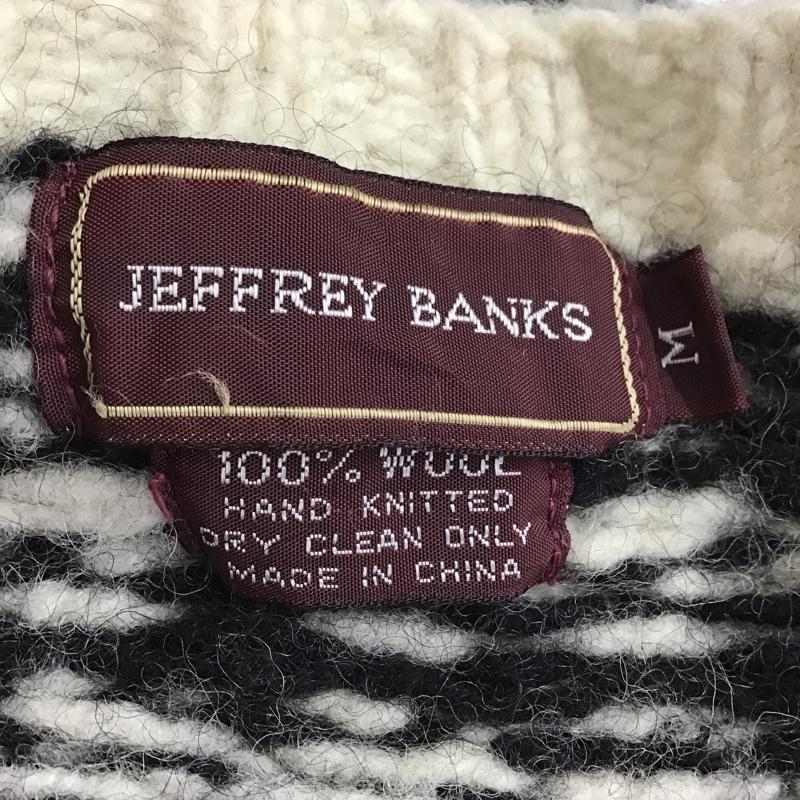 JEFFREY BANKS
M
100% WOOL
HAND KNITTED
DRY CLEAN ONLY
MADE IN CHINA